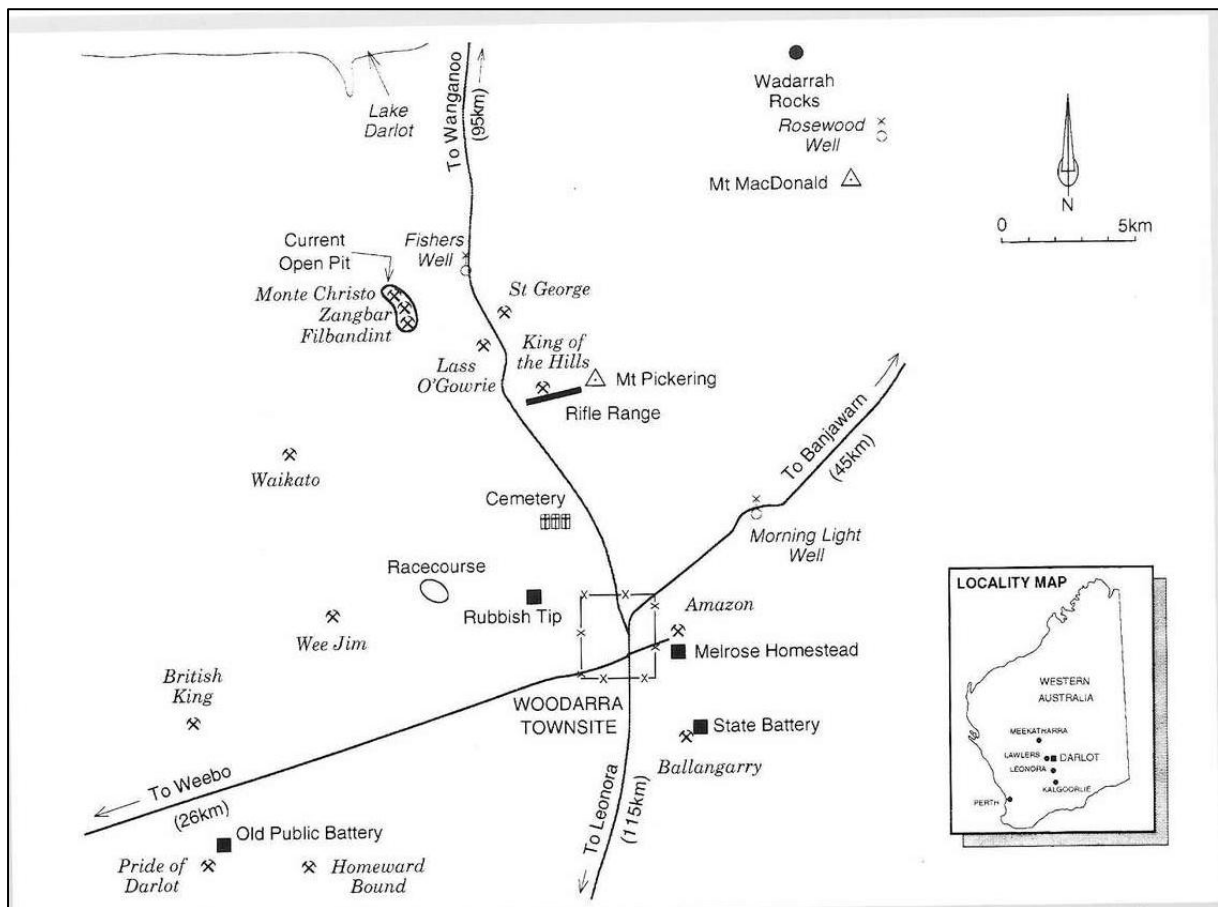 Lake
Darlot
To Wanganoo
(95km)
Wadarrah
Rocks
Rosewood
Well
Mt MacDonald
N
0 5km
Current
Open Pit
Fishers
Well
Monte Christo
Zangbar
Filbandint
St George
King of
the Hills
Lass
O'Gowrie
Mt Pickering
Rifle Range
To Banjawarn
(45km)
Waikato
Cemetery
Morning Light
Well
Racecourse
Rubbish Tip
Amazon
Wee Jim
Melrose Homestead
British
King
WOODARRA
TOWNSITE
State Battery
Ballangarry
To Weebo
(26km)
To Leonora
(115km)
Old Public Battery
Pride of
Darlot
Homeward
Bound
LOCALITY MAP
WESTERN
AUSTRALIA
MEEKATHARRA
LAWLERS
DARLOT
LEONORA
KALGOORLIE
PERTH